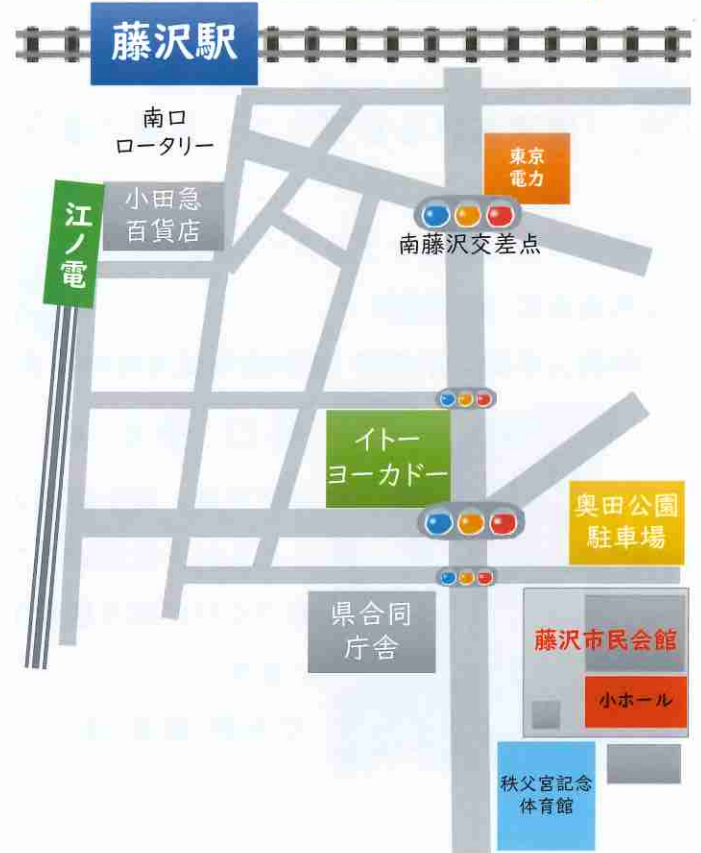 藤沢駅
南口
ロータリー
東京
電力
江ノ電
小田急
百貨店
南藤沢交差点
イトー
ヨーカドー
奥田公園
駐車場
県合同
庁舎
藤沢市民会館
小ホール
秩父宮記念
体育館